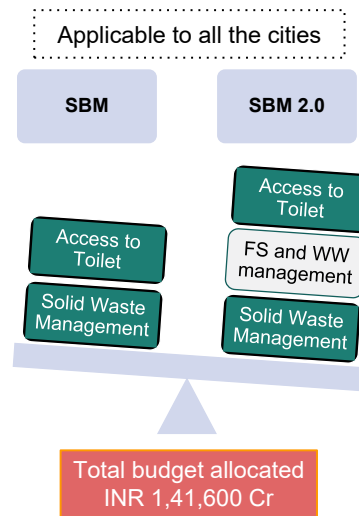 Applicable to all the cities
SBM
SBM 2.0
Access to
Toilet
Solid Waste
Management
Access to
Toilet
FS and WW
management
Solid Waste
Management
Total budget allocated
INR 1,41,600 Cr